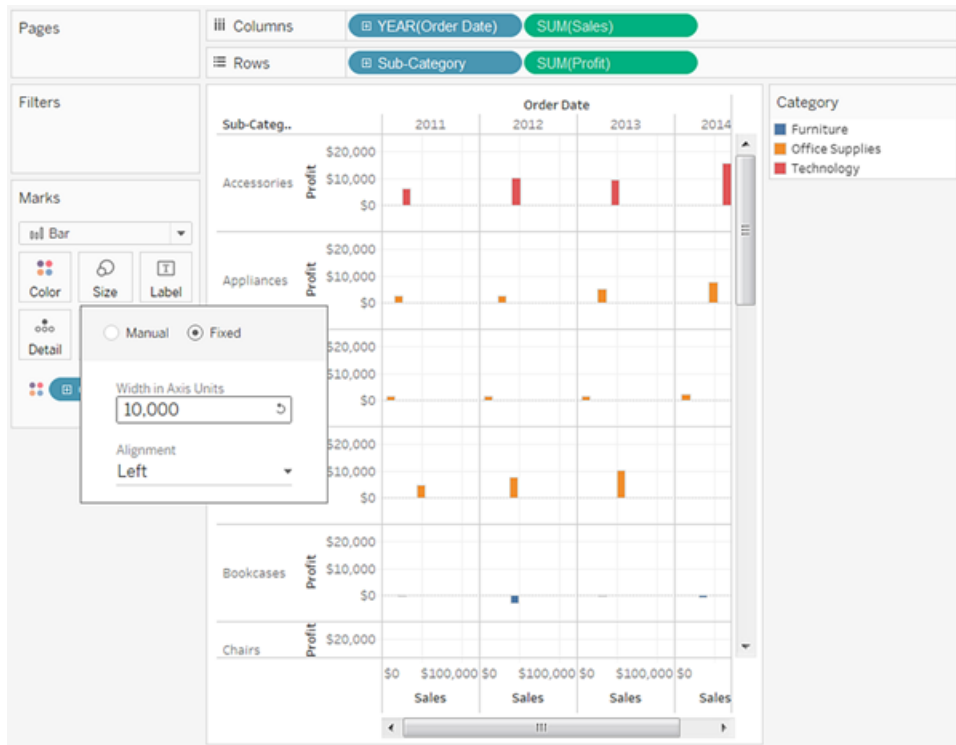 Pages
Columns
YEAR(Order Date)
SUM(Sales)
Rows
Sub-Category
SUM(Profit)
Filters
Marks
Bar
Color
Size
Label
Detail
Manual
Fixed
Width in Axis Units
10,000
Alignment
Left
Order Date
Sub-Categ..
2011
2012
2013
2014
Accessories
Profit
$20,000
$10,000
$0
Appliances
Profit
$20,000
$10,000
$0
$20,000
$10,000
$0
$20,000
$10,000
$0
Bookcases
Profit
$20,000
$10,000
$0
Chairs
Profit
$20,000
$0 $100,000 $0 $100,000 $0 $100,000 $0
Sales Sales Sales Sales
Category
Furniture
Office Supplies
Technology